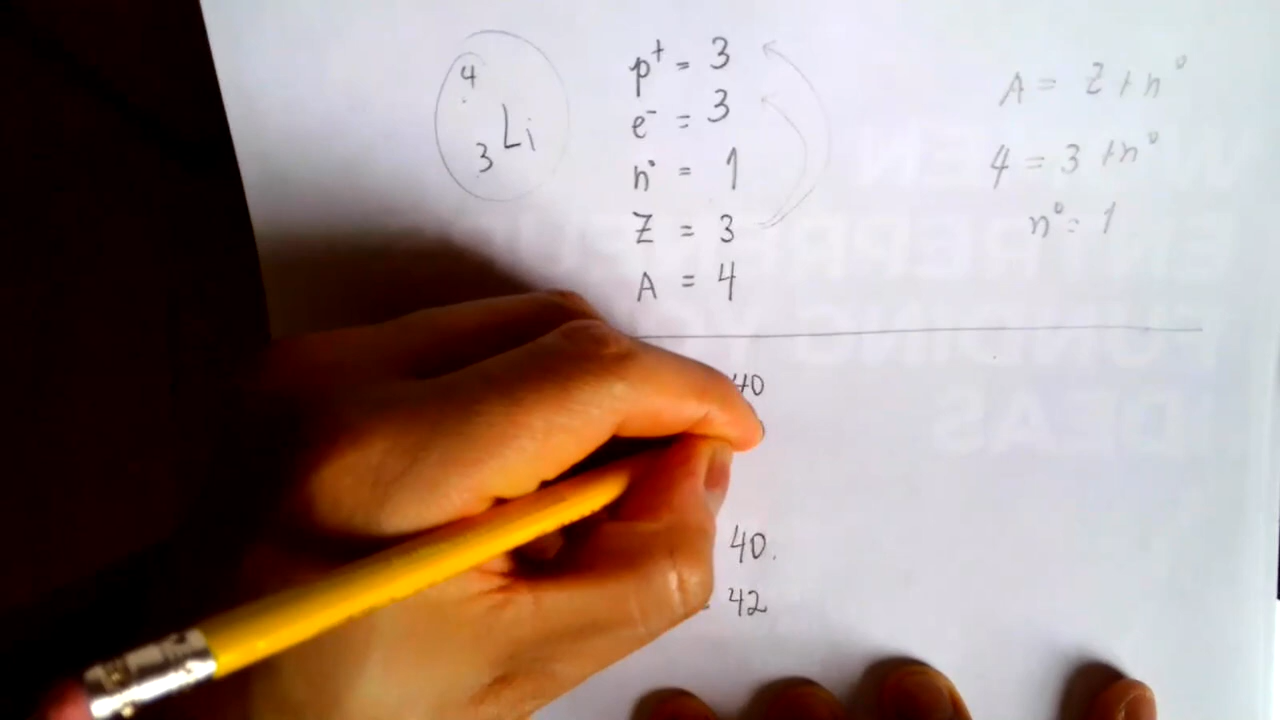 4
3 Li
p⁺ = 3
e⁻ = 3
n° = 1
Z = 3
A = 4
A = Z + n°
4 = 3 + n°
n° = 1
40
40.
= 42